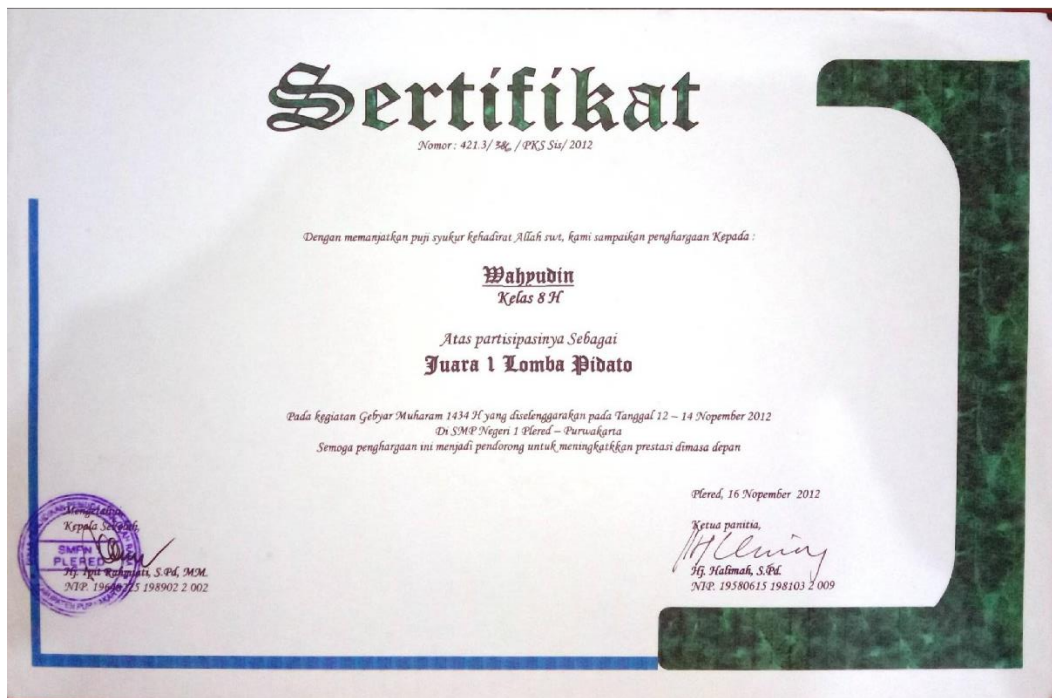 Sertifikat
Nomor : 421.3/ / PKS Sis/ 2012
Dengan memanjatkan puji syukur kehadirat Allah swt, kami sampaikan penghargaan Kepada :
Wahyudin
Kelas 8 H
Atas partisipasinya Sebagai
Juara 1 Lomba Pidato
Pada kegiatan Gebyar Muharam 1434 H yang diselenggarakan pada Tanggal 12 – 14 Nopember 2012
Di SMP Negeri 1 Plered – Purwakarta
Semoga penghargaan ini menjadi pendorong untuk meningkatkkan prestasi dimasa depan
Mengetahui,
Kepala Sekolah,
SMPN
PLERED
Hj. S.Pd, MM.
NIP. 198902 2 002
Plered, 16 Nopember 2012
Ketua panitia,
Hj. Halimah, S.Pd.
NIP. 19580615 198103 2 009